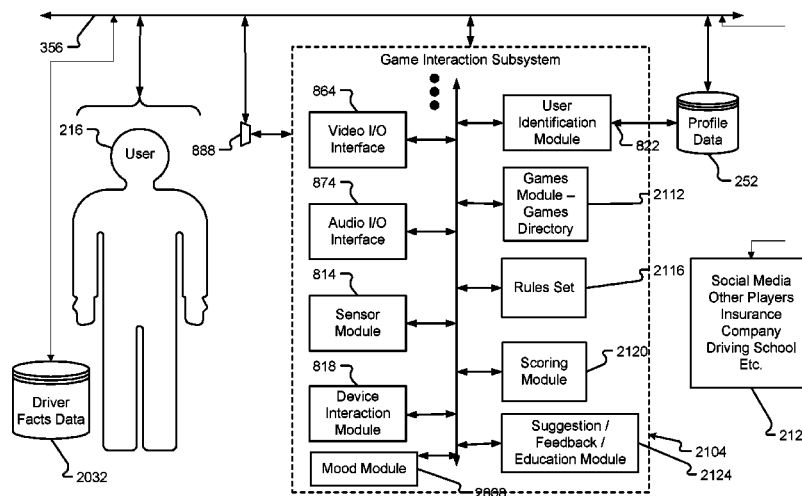 356
Game Interaction Subsystem
864
Video I/O
Interface
User
Identification
Module
Profile
Data
216
User
888
822
252
874
Audio I/O
Interface
Games
Module –
Games
Directory
2112
814
Sensor
Module
Rules Set
2116
Social Media
Other Players
Insurance
Company
Driving School
Etc.
818
Device
Interaction
Module
Scoring
Module
2120
Driver
Facts Data
2032
Mood Module
Suggestion /
Feedback /
Education Module
2104
2124